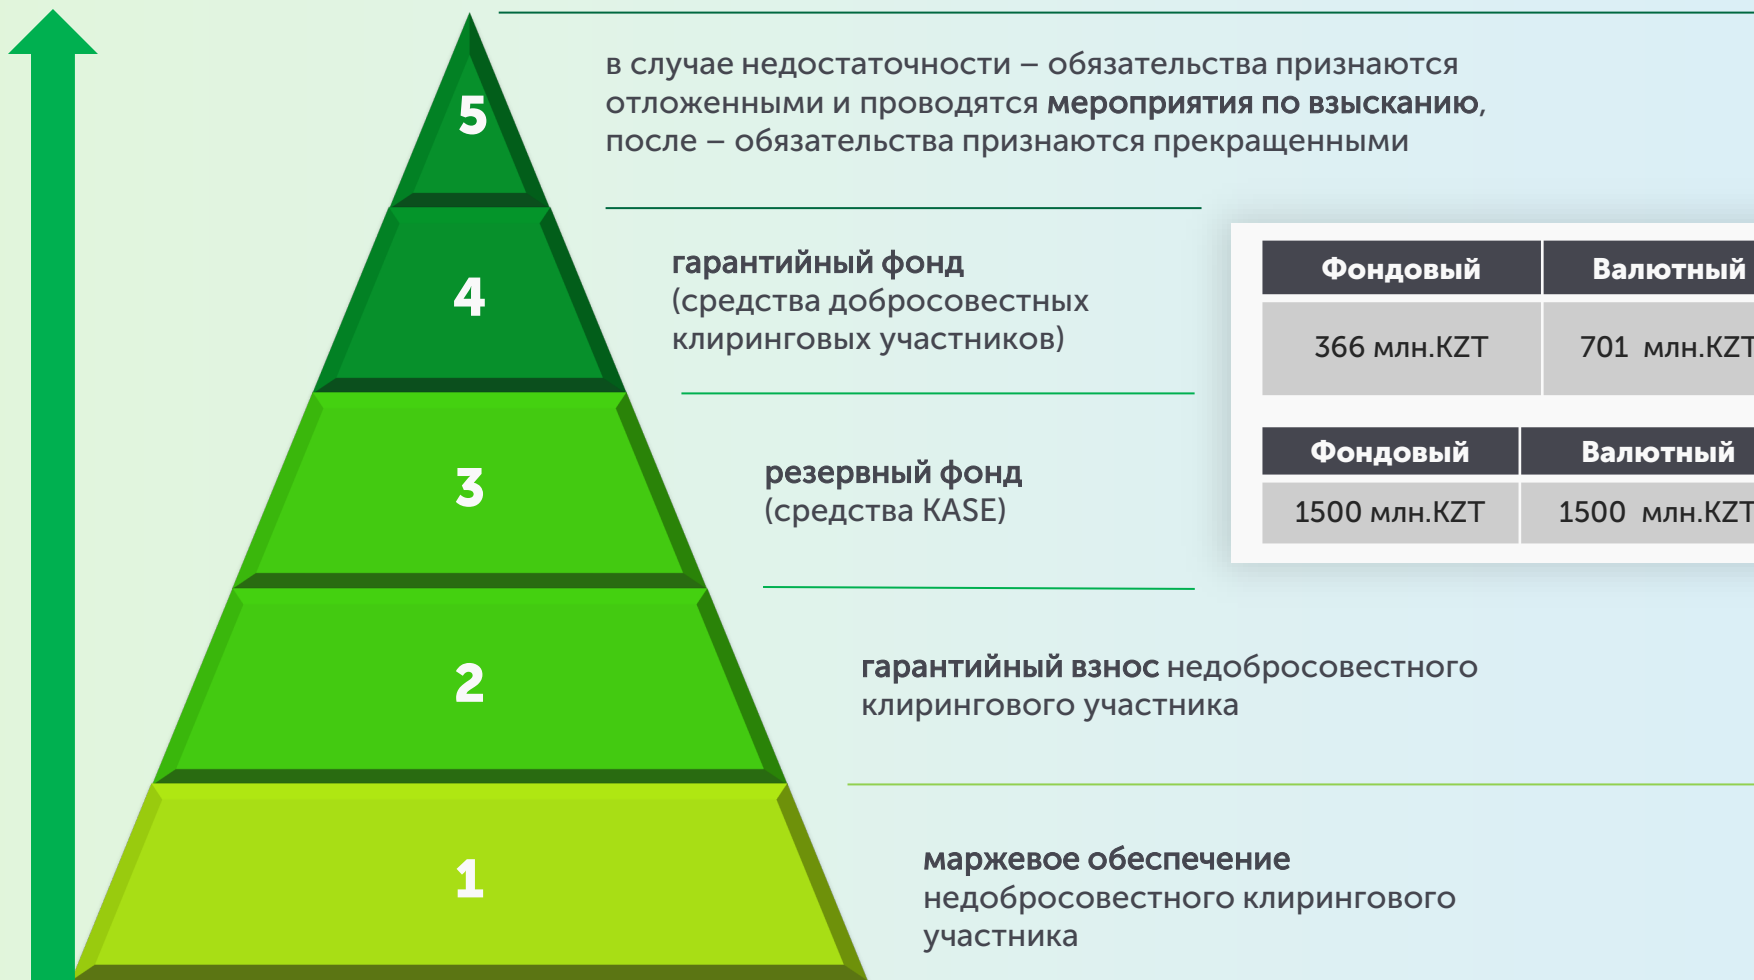 5
в случае недостаточности – обязательства признаются
отложенными и проводятся мероприятия по взысканию,
после – обязательства признаются прекращенными
4
гарантийный фонд
(средства добросовестных
клиринговых участников)
Фондовый Валютный
366 млн.KZT 701 млн.KZT
3
резервный фонд
(средства KASE)
Фондовый Валютный
1500 млн.KZT 1500 млн.KZT
2
гарантийный взнос недобросовестного
клирингового участника
1
маржевое обеспечение
недобросовестного клирингового
участника